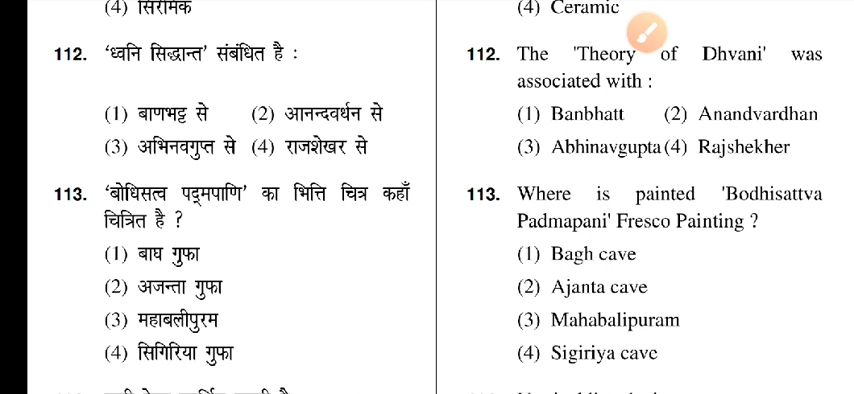 (4) सिरेमिक
112. ‘ध्वनि सिद्धान्त’ संबंधित है :
(1) बाणभट्ट से (2) आनन्दवर्धन से
(3) अभिनवगुप्त से (4) राजशेखर से
113. ‘बोधिसत्व पद्मपाणि’ का भित्ति चित्र कहाँ
चित्रित है ?
(1) बाघ गुफा
(2) अजन्ता गुफा
(3) महाबलीपुरम
(4) सिगिरिया गुफा
(4) Ceramic
112. The 'Theory of Dhvani' was
associated with :
(1) Banbhatt (2) Anandvardhan
(3) Abhinavgupta (4) Rajshekher
113. Where is painted 'Bodhisattva
Padmapani' Fresco Painting ?
(1) Bagh cave
(2) Ajanta cave
(3) Mahabalipuram
(4) Sigiriya cave